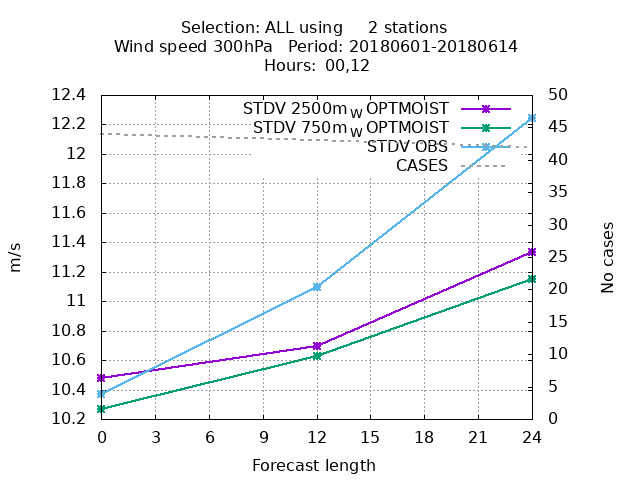 Selection: ALL using 2 stations
Wind speed 300hPa Period: 20180601-20180614
Hours: 00,12
12.4
12.2
12
11.8
11.6
11.4
11.2
11
10.8
10.6
10.4
10.2
m/s
STDV 2500m_W OPTMOIST
STDV 750m_W OPTMOIST
STDV OBS
CASES
50
45
40
35
30
25
20
15
10
5
0
No cases
0 3 6 9 12 15 18 21 24
Forecast length